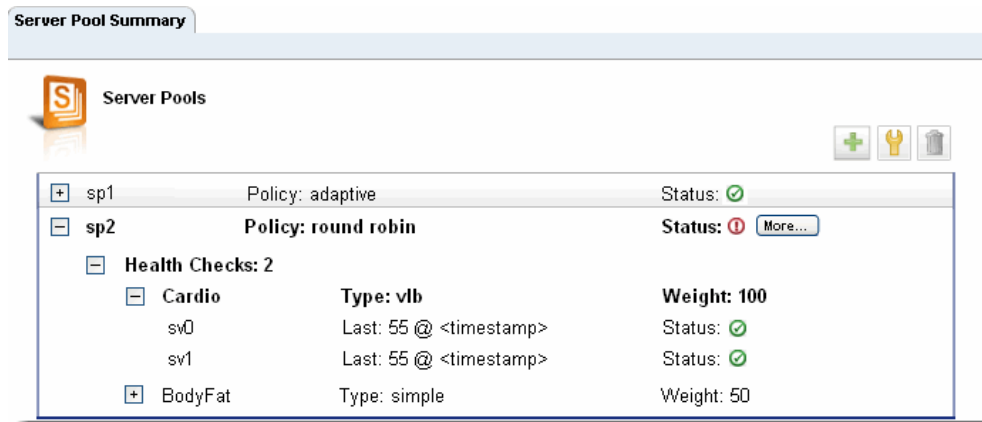 Server Pool Summary
S
Server Pools
sp1 Policy: adaptive Status:
sp2 Policy: round robin Status: More...
Health Checks: 2
Cardio Type: vlb Weight: 100
sv0 Last: 55 @ <timestamp> Status:
sv1 Last: 55 @ <timestamp> Status:
BodyFat Type: simple Weight: 50